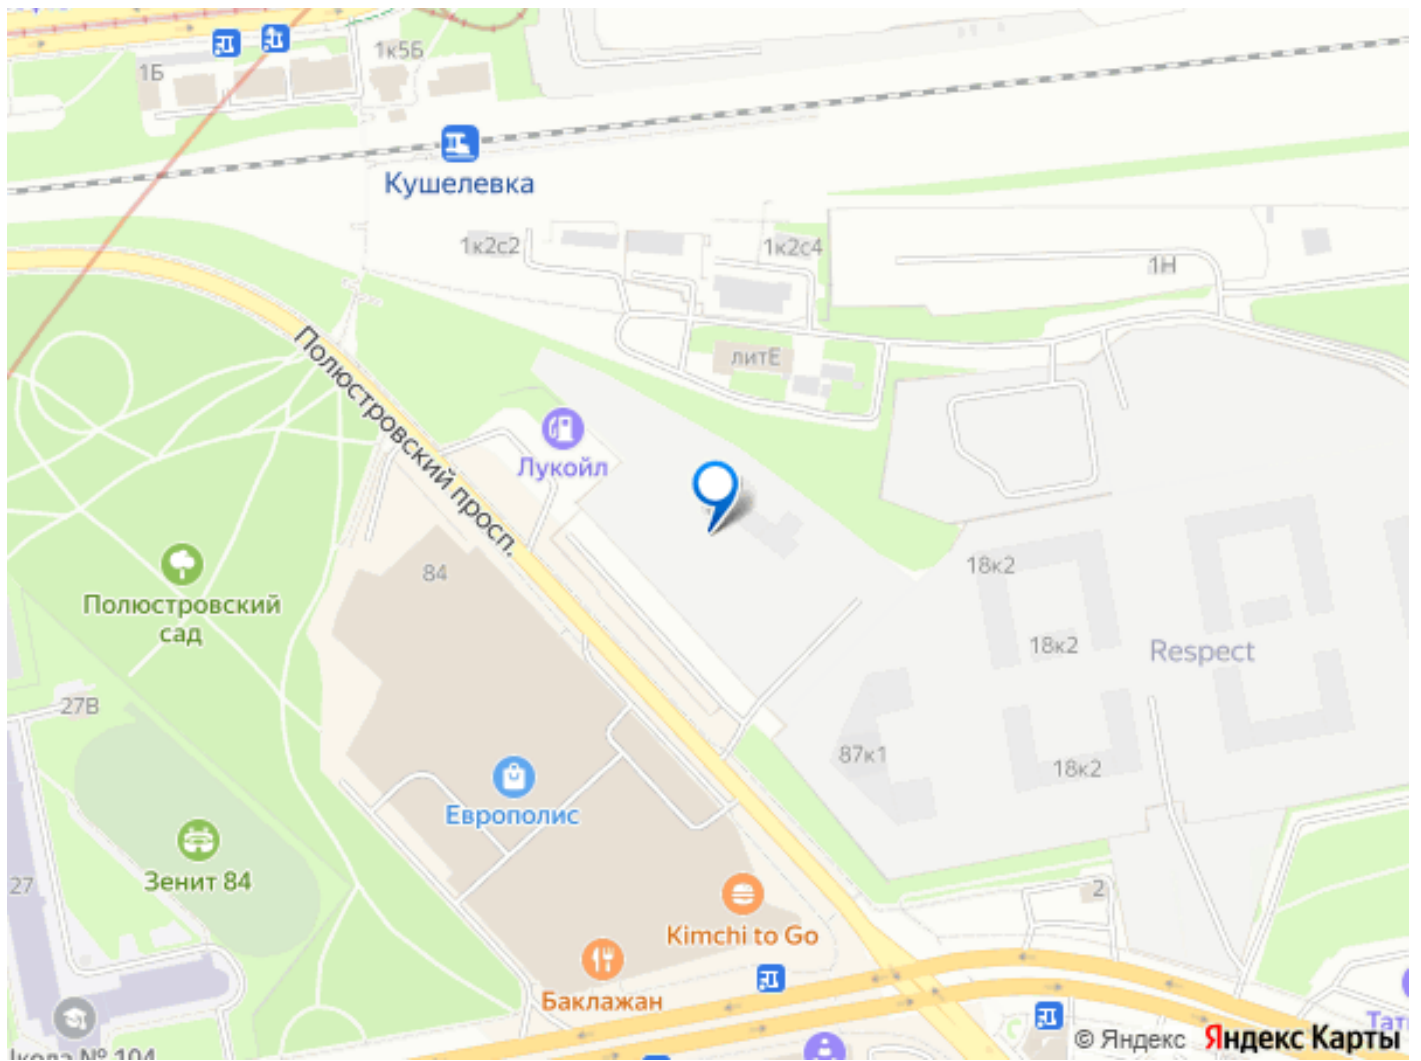 1Б
1к5Б
Кушелевка
1к2с2
1к2с4
1Н
Полюстровский просп.
литЕ
Лукойл
84
18к2
Полюстровский
сад
18к2
Respect
27В
87к1
18к2
Европолис
Зенит 84
27
2
Kimchi to Go
Баклажан
© Яндекс Яндекс Карты